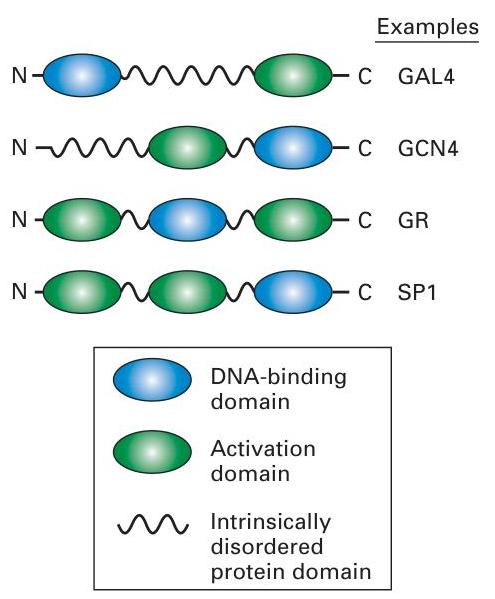 Examples
N C GAL4
N C GCN4
N C GR
N C SP1
DNA-binding
domain
Activation
domain
Intrinsically
disordered
protein domain